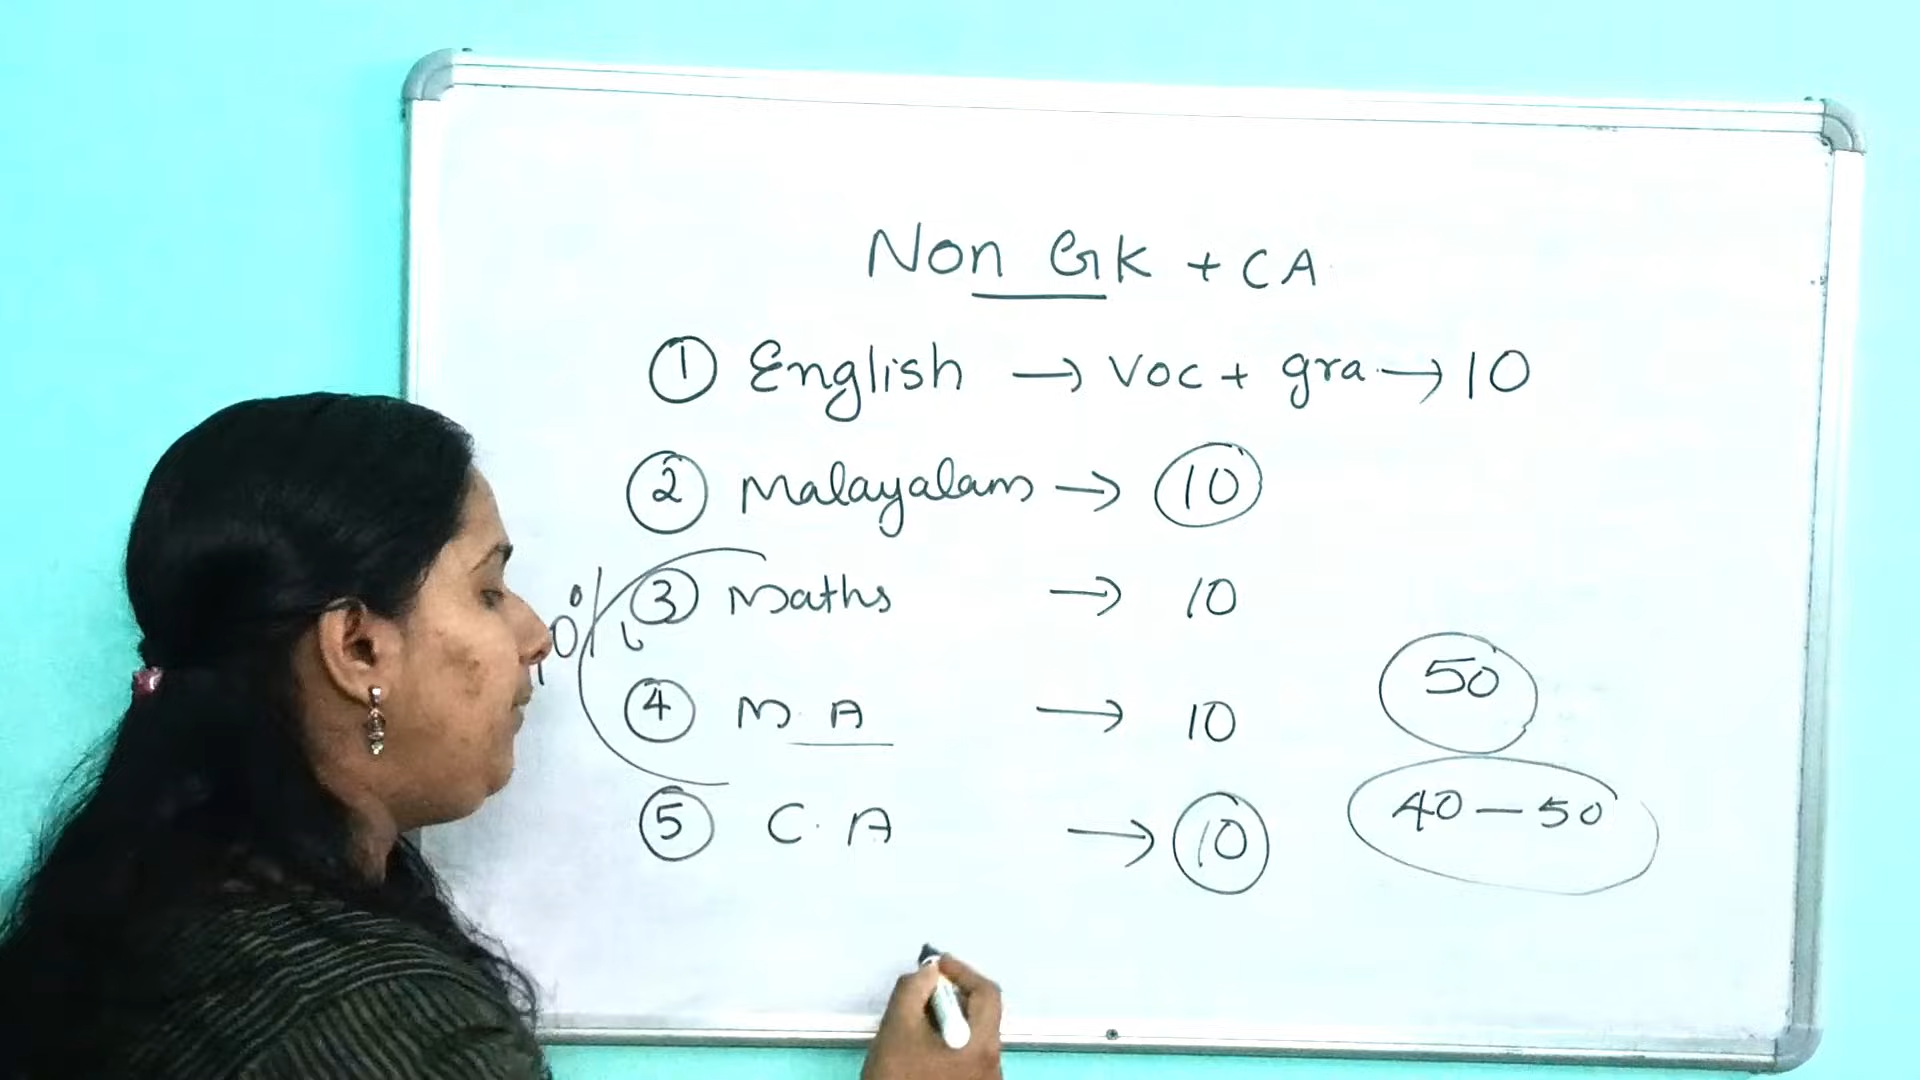 Non GK + CA
① English → Voc + gra → 10
② Malayalam → 10
③ Maths → 10
④ M. A → 10
50
⑤ C. A → 10
40 — 50